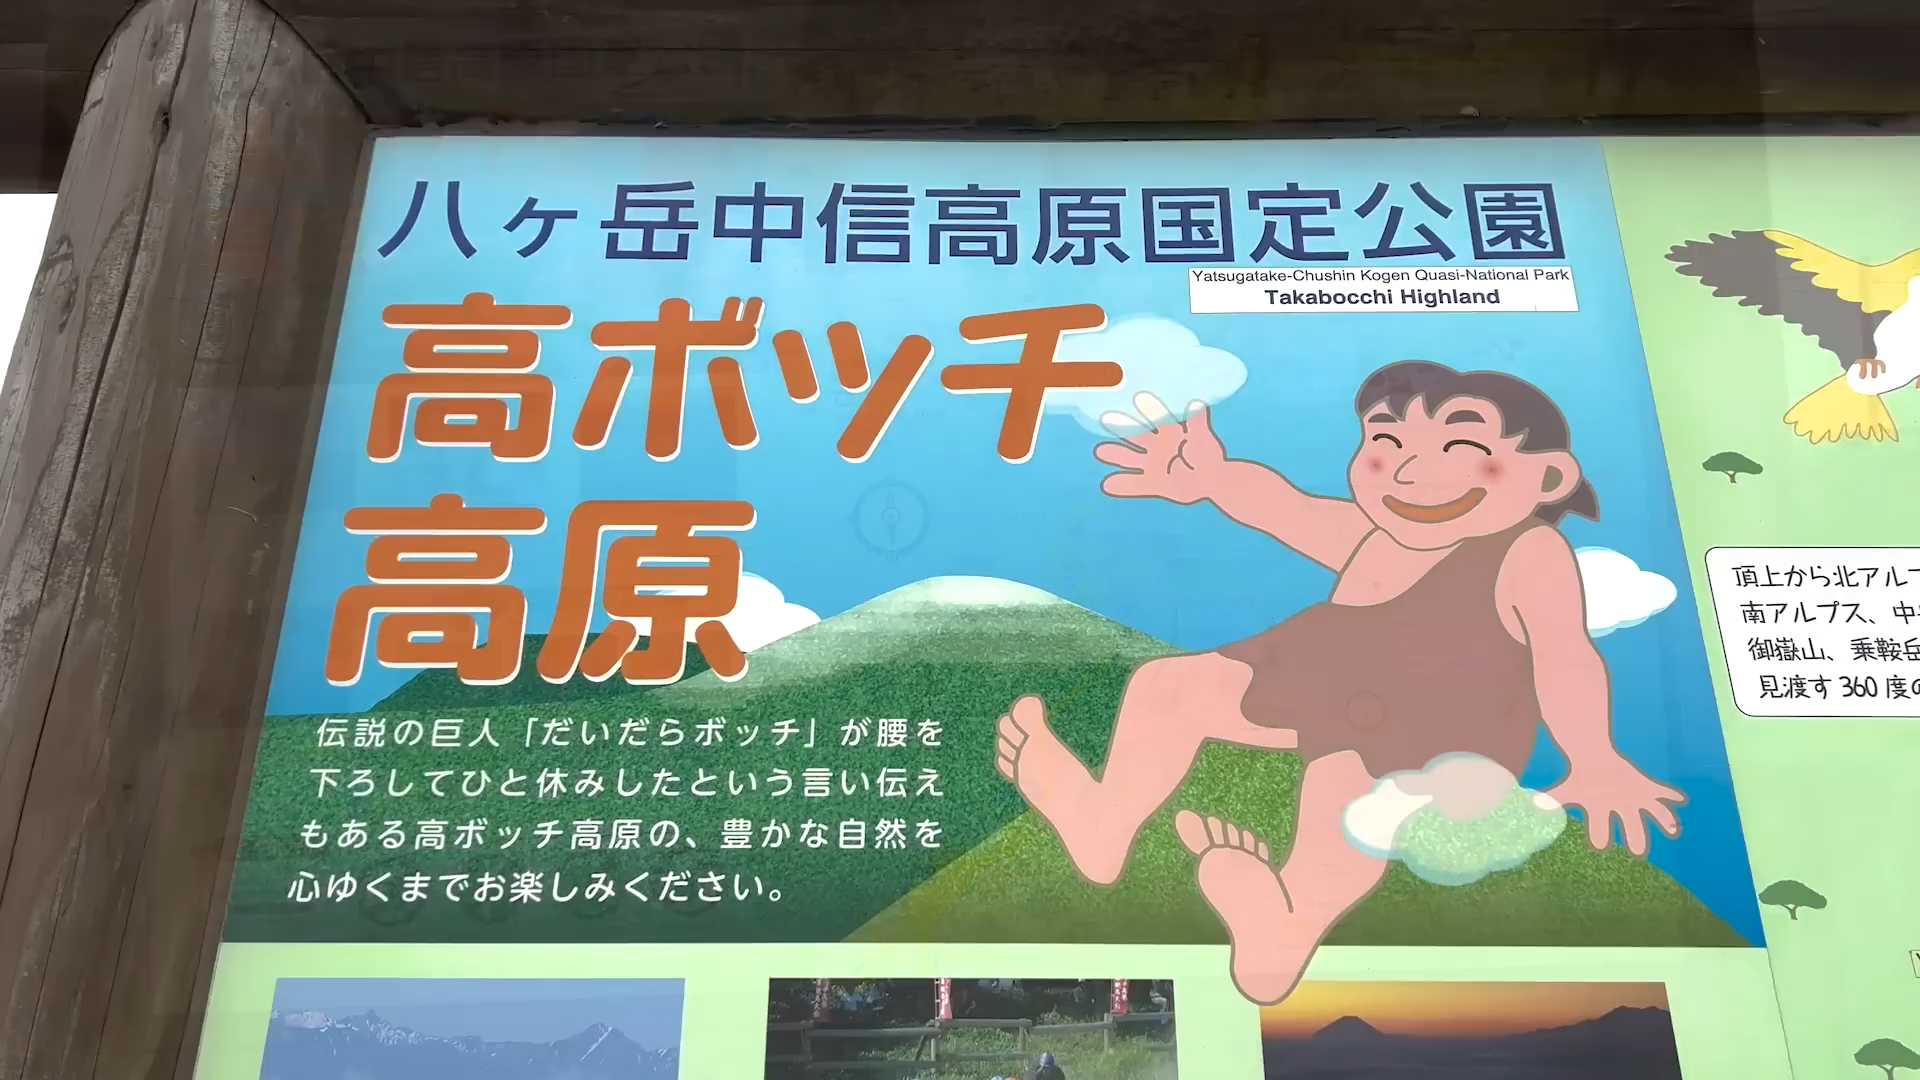 八ヶ岳中信高原国定公園
Yatsugatake-Chushin Kogen Quasi-National Park
Takabocchi Highland
高ボッチ
高原
伝説の巨人「だいだらボッチ」が腰を
下ろしてひと休みしたという言い伝え
もある高ボッチ高原の、豊かな自然を
心ゆくまでお楽しみください。
頂上から北アル
南アルプス、中
御嶽山、乗鞍岳
見渡す360度の